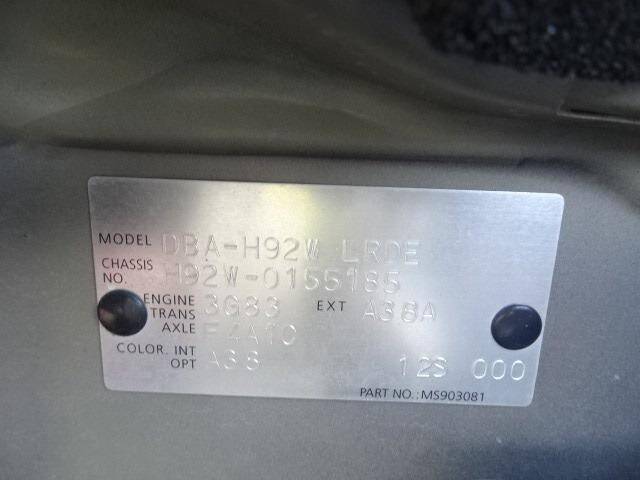 MODEL DBA-H92W LRDE
CHASSIS NO. H92W-0155185
ENGINE 3G83 EXT A38A
TRANS AXLE F4A10
COLOR. INT OPT A38 12S 000
PART NO.: MS903081